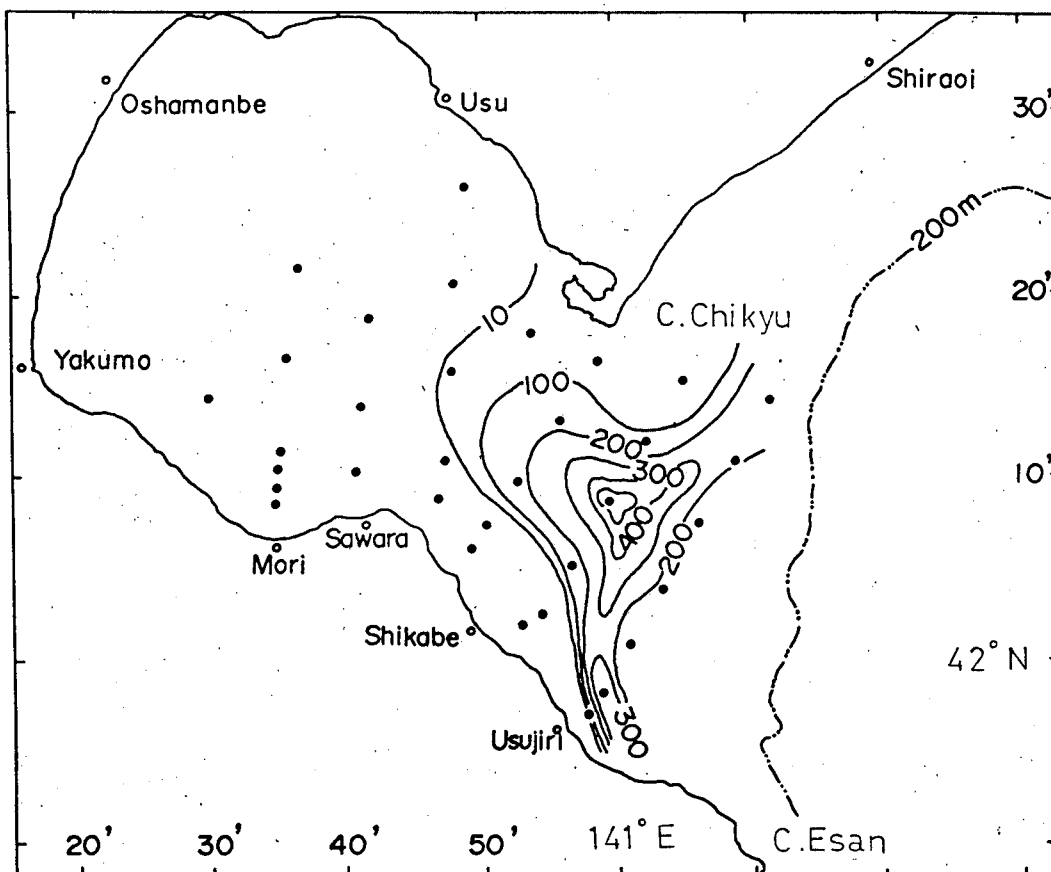 Shiraoi
Oshamanbe
Usu
30'
200m
20'
10
C.Chikyu
Yakumo
100
200
300
10'
400
200
Sawara
Mori
Shikabe
42°N
300
Usujiri
20'
30'
40'
50'
141°E
C.Esan